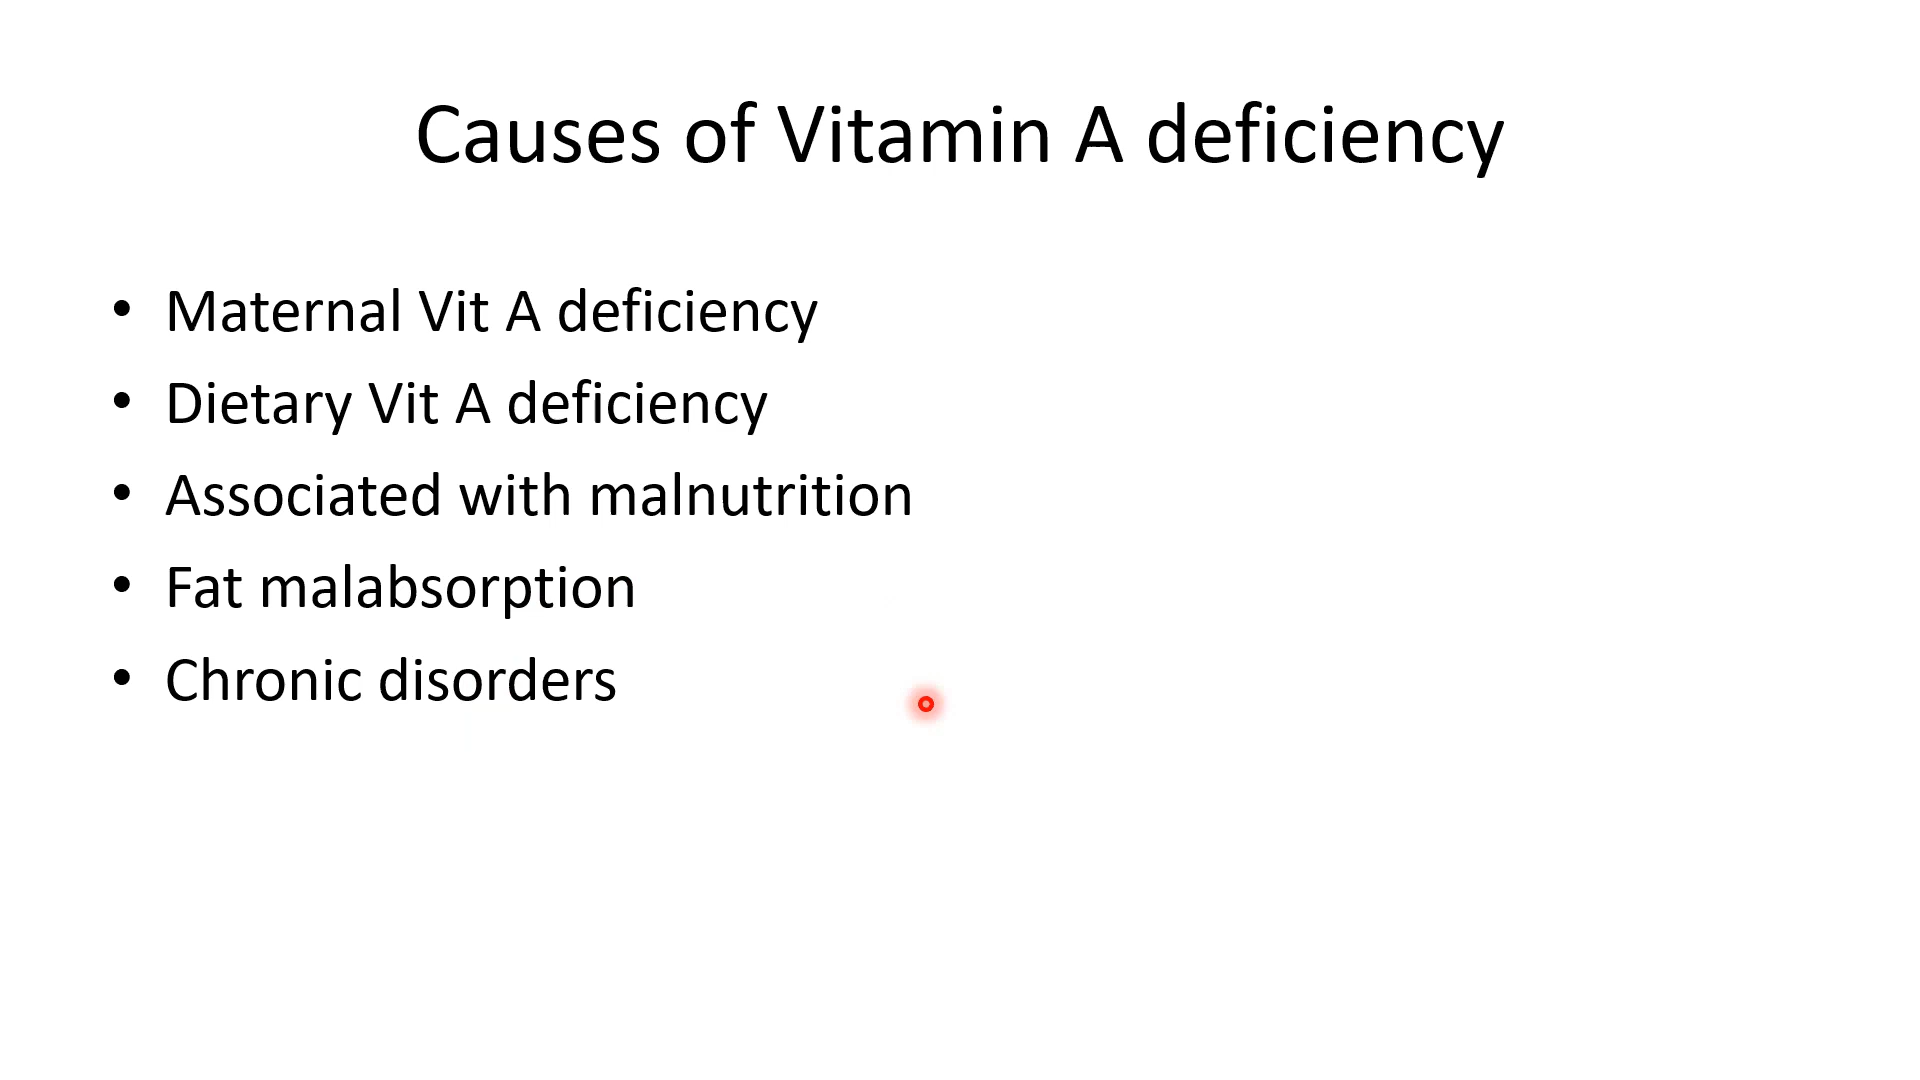 Causes of Vitamin A deficiency
• Maternal Vit A deficiency
• Dietary Vit A deficiency
• Associated with malnutrition
• Fat malabsorption
• Chronic disorders